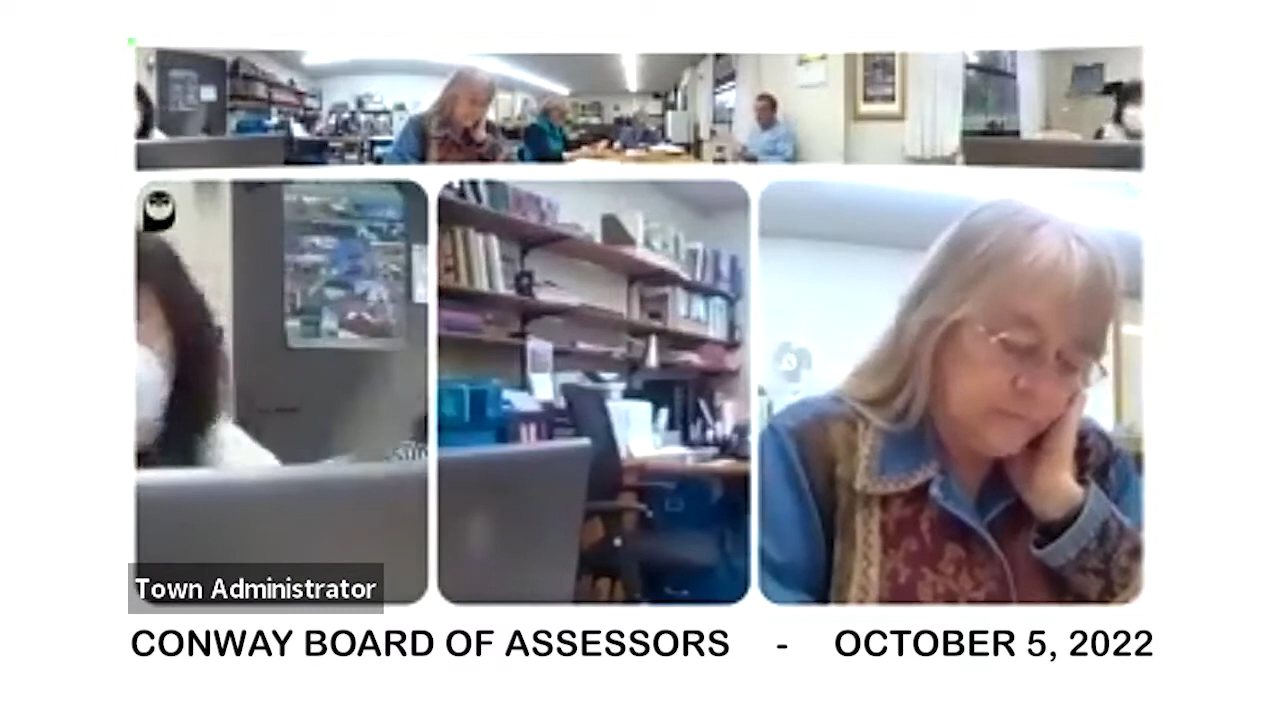 Town Administrator
CONWAY BOARD OF ASSESSORS - OCTOBER 5, 2022